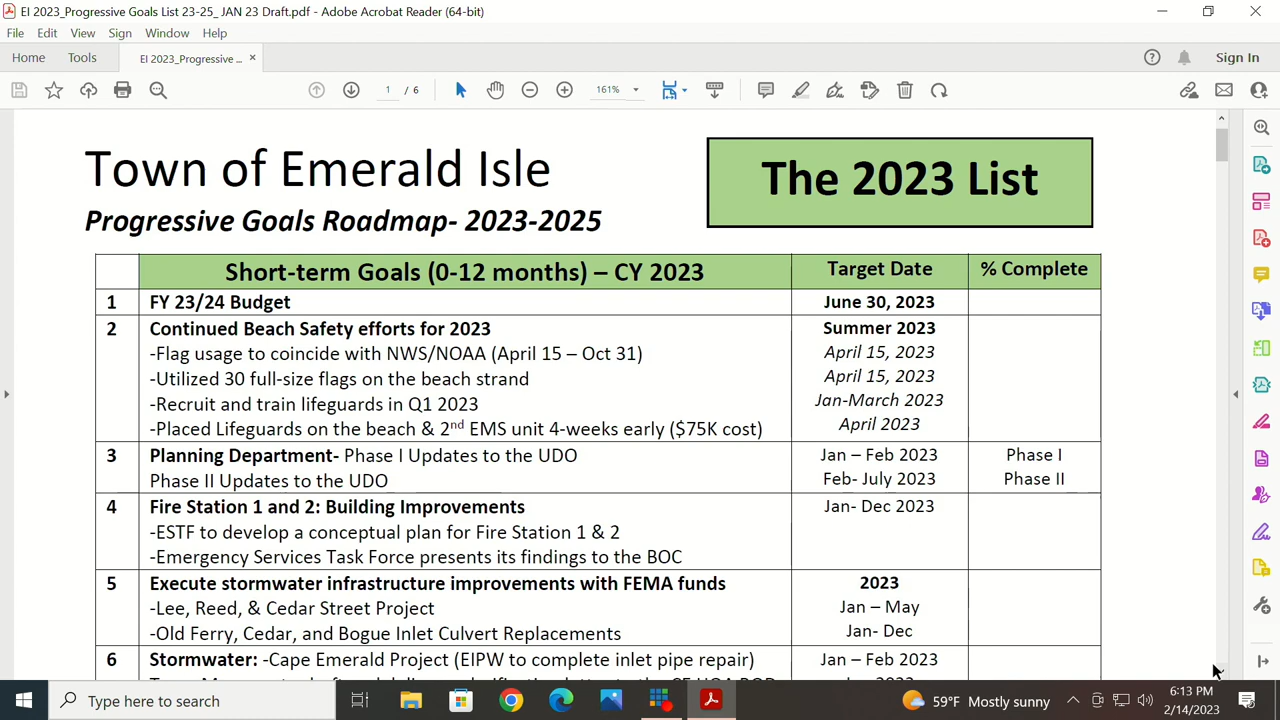 EI 2023_Progressive Goals List 23-25_ JAN 23 Draft.pdf - Adobe Acrobat Reader (64-bit)
File Edit View Sign Window Help
Home Tools EI 2023_Progressive ... × Sign In
1 / 6 161%
Town of Emerald Isle
Progressive Goals Roadmap- 2023-2025
The 2023 List
Short-term Goals (0-12 months) – CY 2023 Target Date % Complete
1 FY 23/24 Budget June 30, 2023
2 Continued Beach Safety efforts for 2023 Summer 2023
-Flag usage to coincide with NWS/NOAA (April 15 – Oct 31) April 15, 2023
-Utilized 30 full-size flags on the beach strand April 15, 2023
-Recruit and train lifeguards in Q1 2023 Jan-March 2023
-Placed Lifeguards on the beach & 2nd EMS unit 4-weeks early ($75K cost) April 2023
3 Planning Department- Phase I Updates to the UDO Jan – Feb 2023 Phase I
Phase II Updates to the UDO Feb- July 2023 Phase II
4 Fire Station 1 and 2: Building Improvements Jan- Dec 2023
-ESTF to develop a conceptual plan for Fire Station 1 & 2
-Emergency Services Task Force presents its findings to the BOC
5 Execute stormwater infrastructure improvements with FEMA funds 2023
-Lee, Reed, & Cedar Street Project Jan – May
-Old Ferry, Cedar, and Bogue Inlet Culvert Replacements Jan- Dec
6 Stormwater: -Cape Emerald Project (EIPW to complete inlet pipe repair) Jan – Feb 2023
Type here to search 59°F Mostly sunny 6:13 PM
2/14/2023